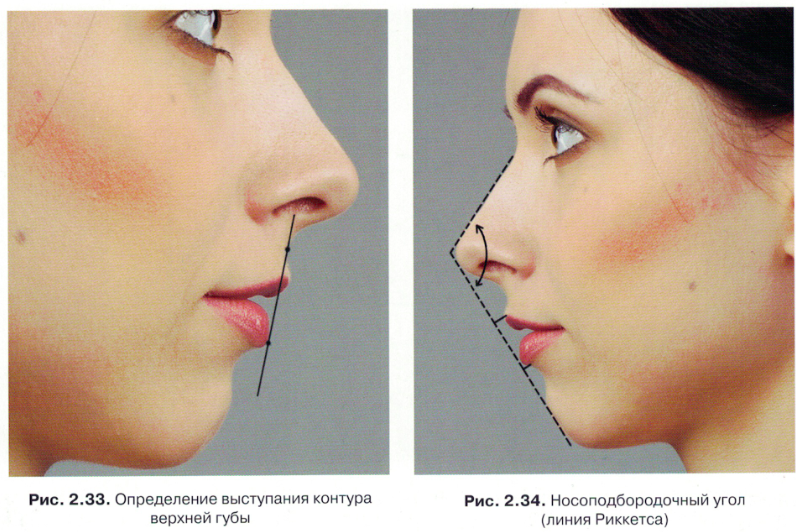 Рис. 2.33. Определение выступания контура
верхней губы
Рис. 2.34. Носоподбородочный угол
(линия Риккетса)